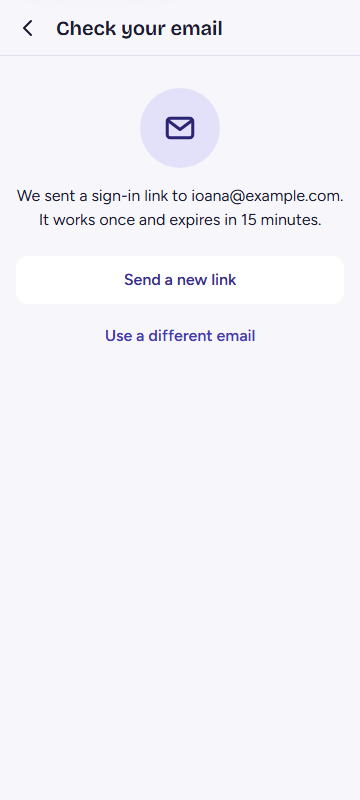 Check your email
We sent a sign-in link to ioana@example.com.
It works once and expires in 15 minutes.
Send a new link
Use a different email